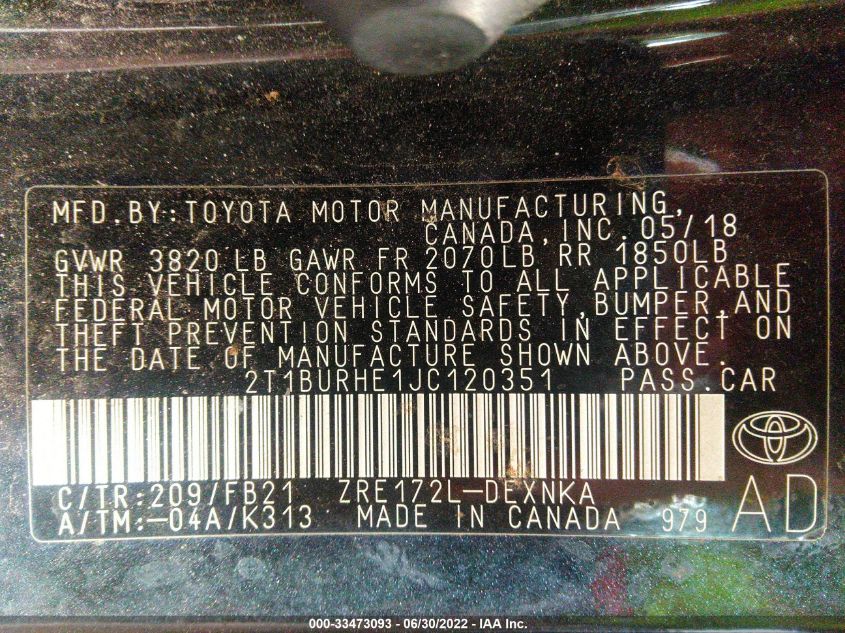 MFD.BY:TOYOTA MOTOR MANUFACTURING,
CANADA,INC.05/18
GVWR 3820LB GAWR FR 2070LB RR 1850LB
THIS VEHICLE CONFORMS TO ALL APPLICABLE
FEDERAL MOTOR VEHICLE SAFETY,BUMPER,AND
THEFT PREVENTION STANDARDS IN EFFECT ON
THE DATE OF MANUFACTURE SHOWN ABOVE.
2T1BURHE1JC120351 PASS.CAR
C/TR:209/FB21 ZRE172L-DEXNKA
A/TM:-04A/K313 MADE IN CANADA 979 AD
000-33473093 - 06/30/2022 - IAA Inc.